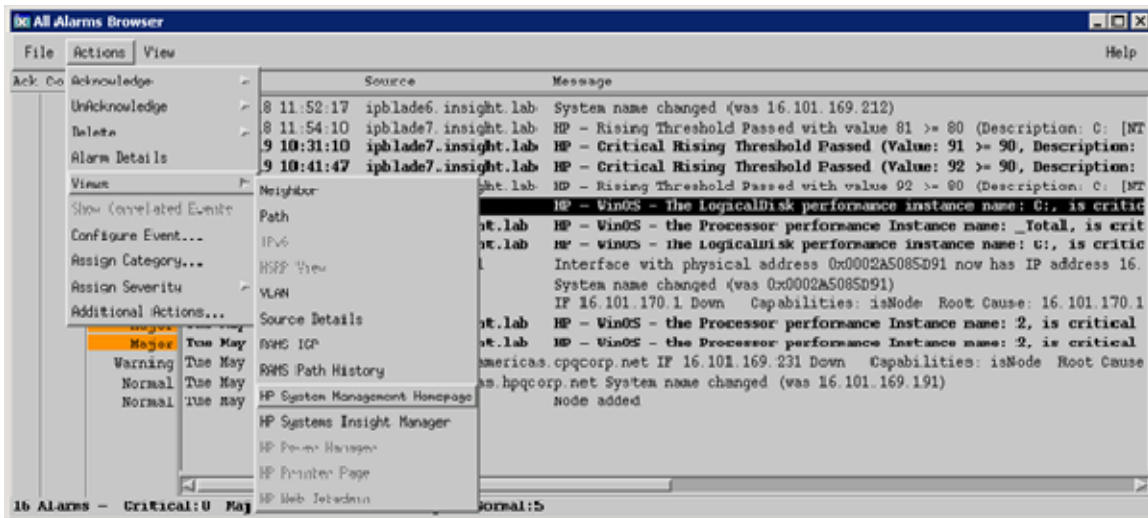 All Alarms Browser
File Actions View Help
Ack Co Source Message
Acknowledge
UnAcknowledge
Delete
Alarm Details
Views
Show Correlated Events
Configure Event...
Assign Category...
Assign Severity
Additional Actions...
Neighbor
Path
IPv6
HSRP View
VLAN
Source Details
RAMS IGP
RAMS Path History
HP System Management Homepage
HP Systems Insight Manager
HP Power Manager
HP Printer Page
HP Web Jetadmin
8 11:52:17 ipblade6.insight.lab System name changed (was 16.101.169.212)
8 11:54:10 ipblade7.insight.lab HP - Rising Threshold Passed with value 81 >= 80 (Description: C: [NT
9 10:31:10 ipblade7.insight.lab HP - Critical Rising Threshold Passed (Value: 91 >= 90, Description:
9 10:41:47 ipblade7.insight.lab HP - Critical Rising Threshold Passed (Value: 92 >= 90, Description:
ght.lab HP - Rising Threshold Passed with value 92 >= 80 (Description: C: [NT
HP - WinOS - The LogicalDisk performance instance name: C:, is critic
t.lab HP - WinOS - the Processor performance Instance name: _Total, is crit
t.lab HP - WinOS - The LogicalDisk performance instance name: C:, is critic
Interface with physical address 0x0002A5085D91 now has IP address 16.
System name changed (was 0x0002A5085D91)
IF 16.101.170.1 Down Capabilities: isNode Root Cause: 16.101.170.1
Major t.lab HP - WinOS - the Processor performance Instance name: 2, is critical
Major Tue May t.lab HP - WinOS - the Processor performance Instance name: 2, is critical
Warning Tue May americas.cpqcorp.net IF 16.101.169.231 Down Capabilities: isNode Root Cause
Normal Tue May as.hpqcorp.net System name changed (was 16.101.169.191)
Normal Tue May Node added
16 Alarms - Critical:0 Maj Normal:5